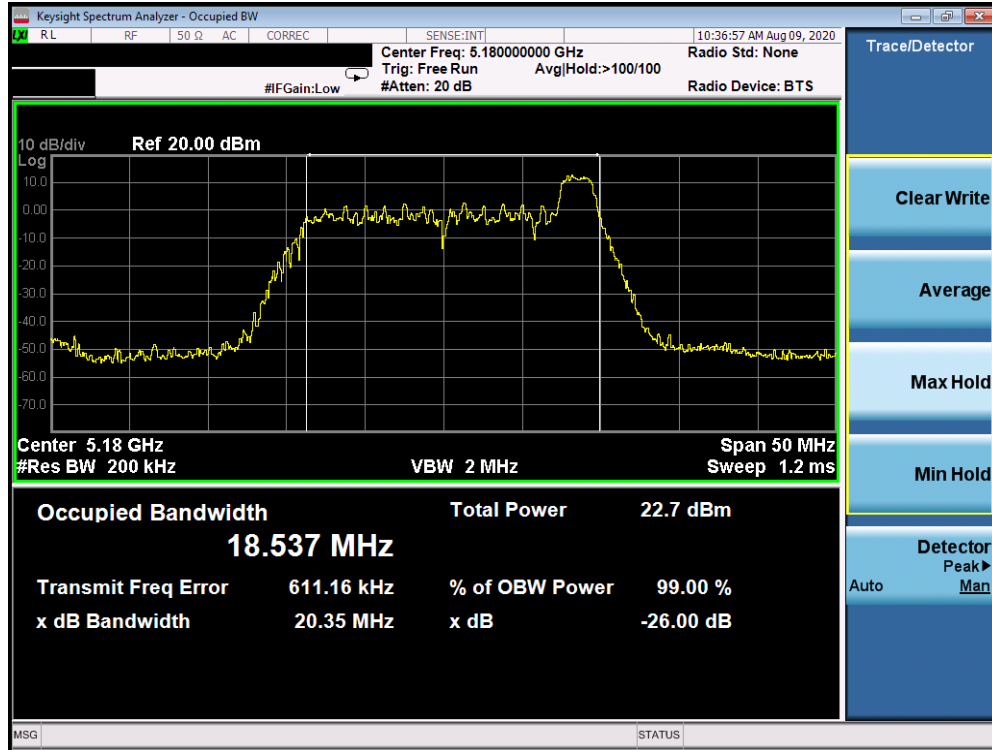 Keysight Spectrum Analyzer - Occupied BW
LXI RL RF 50 Ω AC CORREC SENSE:INT 10:36:57 AM Aug 09, 2020
Center Freq: 5.180000000 GHz Radio Std: None
Trig: Free Run Avg|Hold:>100/100
#IFGain:Low #Atten: 20 dB Radio Device: BTS
Trace/Detector
10 dB/div Ref 20.00 dBm
Log
10.0
0.00
-10.0
-20.0
-30.0
-40.0
-50.0
-60.0
-70.0
Center 5.18 GHz Span 50 MHz
#Res BW 200 kHz VBW 2 MHz Sweep 1.2 ms
Occupied Bandwidth Total Power 22.7 dBm
18.537 MHz
Transmit Freq Error 611.16 kHz % of OBW Power 99.00 %
x dB Bandwidth 20.35 MHz x dB -26.00 dB
Clear Write
Average
Max Hold
Min Hold
Detector
Peak▶
Auto Man
MSG STATUS